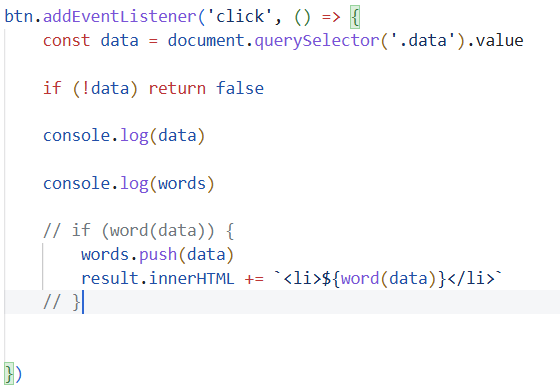 btn.addEventListener('click', () => {
    const data = document.querySelector('.data').value

    if (!data) return false

    console.log(data)

    console.log(words)

    // if (word(data)) {
        words.push(data)
        result.innerHTML += `<li>${word(data)}</li>`
    // }

})